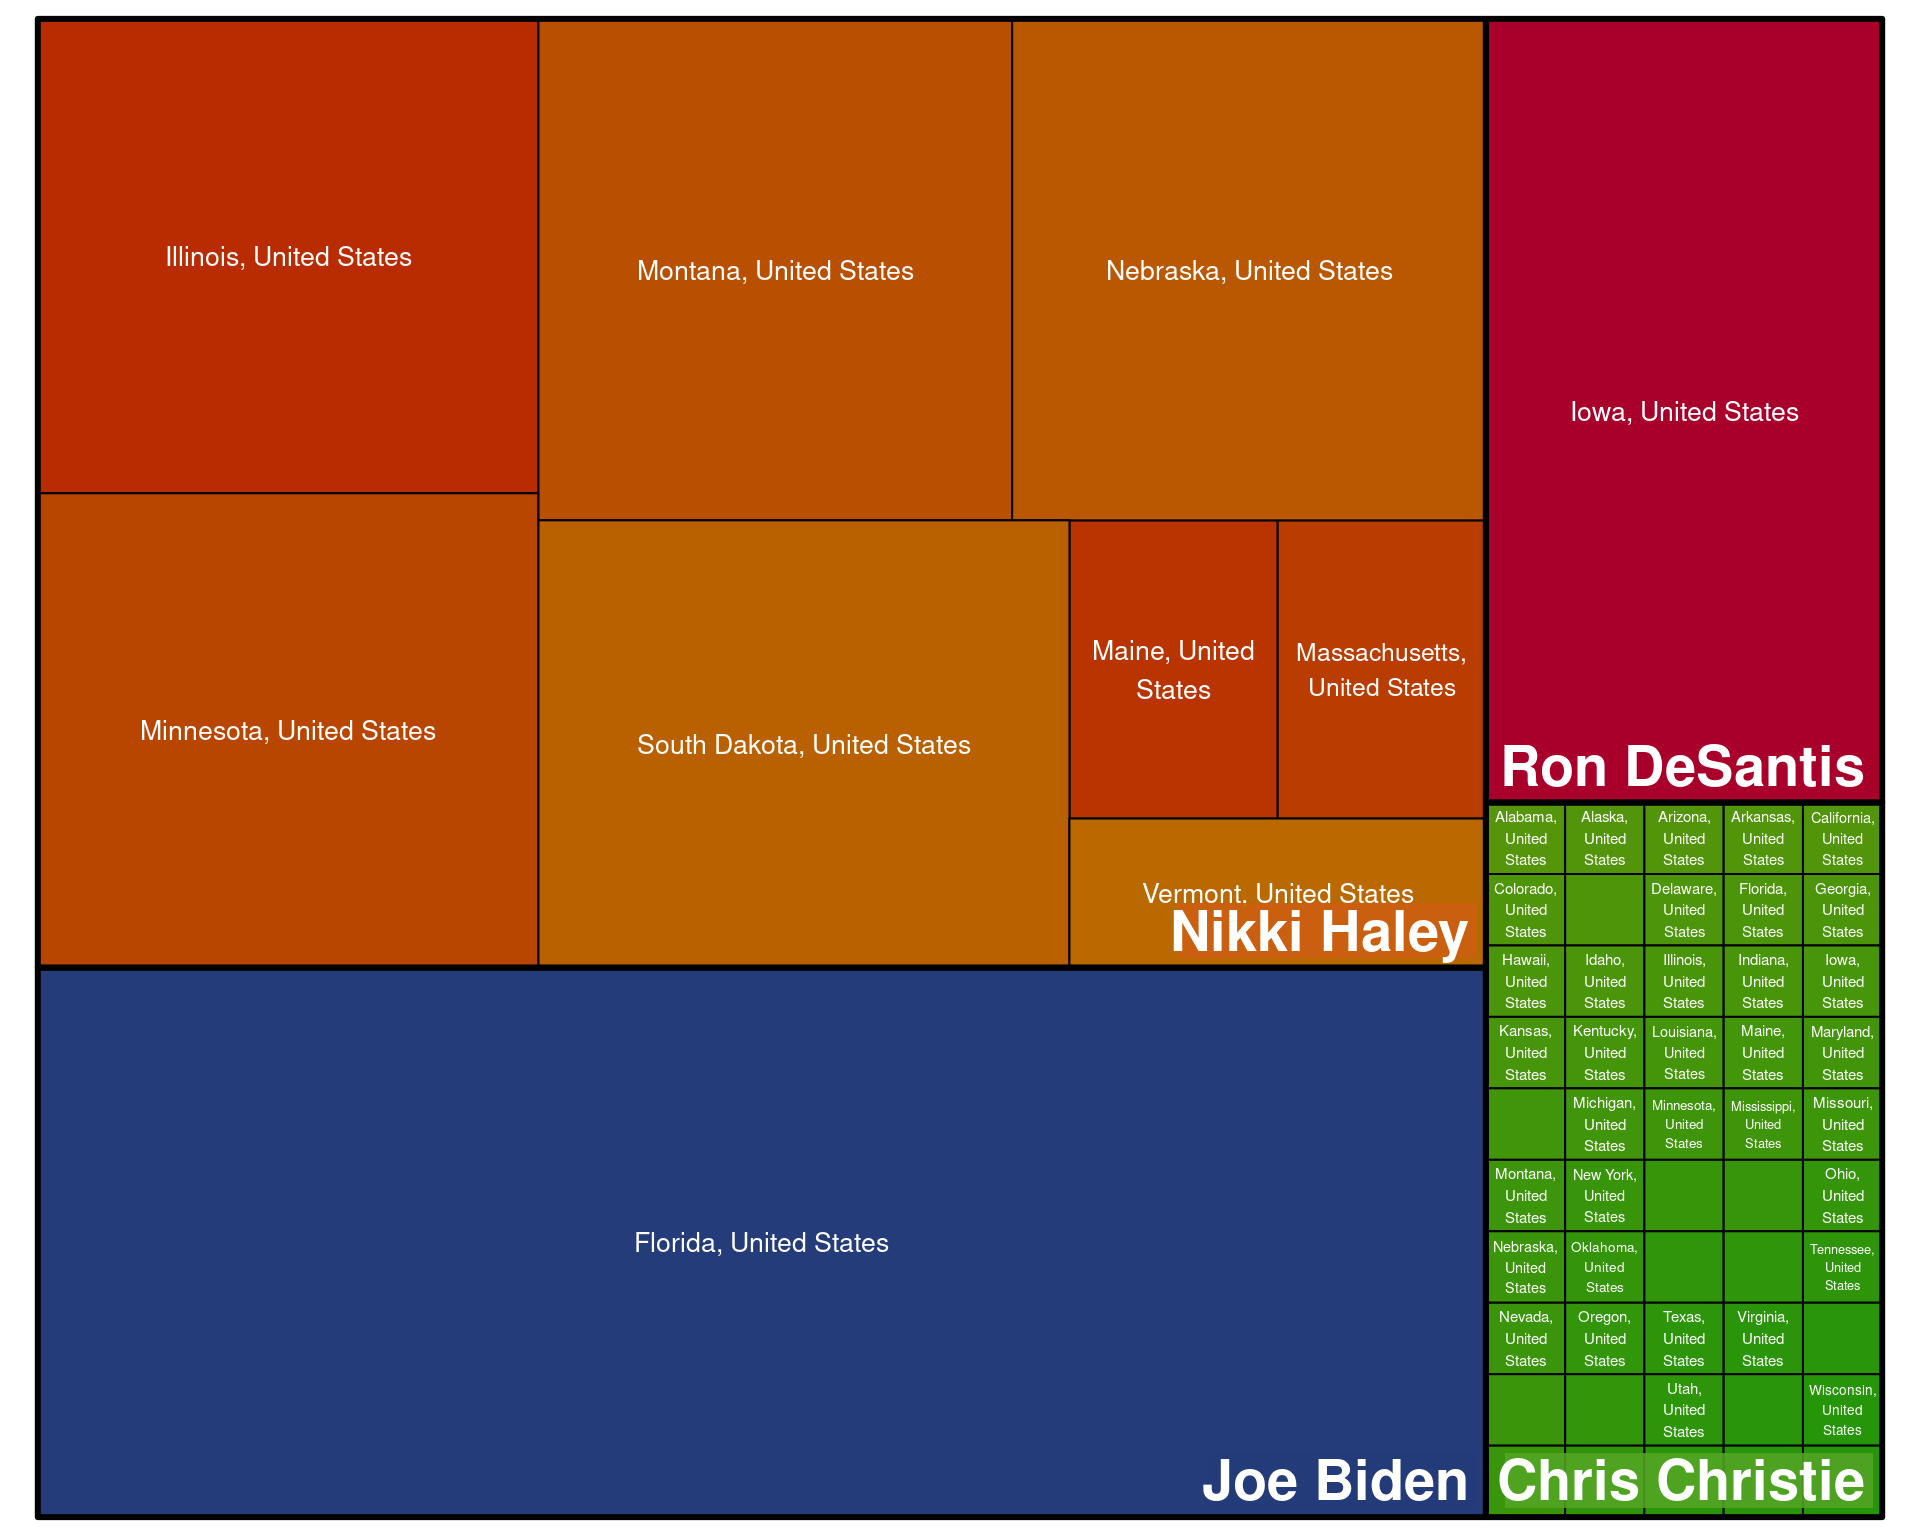 Illinois, United States
Montana, United States
Nebraska, United States
Minnesota, United States
South Dakota, United States
Maine, United
States
Massachusetts,
United States
Vermont, United States
Nikki Haley
Florida, United States
Joe Biden
Iowa, United States
Ron DeSantis
Alabama,
United
States
Alaska,
United
States
Arizona,
United
States
Arkansas,
United
States
California,
United
States
Colorado,
United
States
Delaware,
United
States
Florida,
United
States
Georgia,
United
States
Hawaii,
United
States
Idaho,
United
States
Illinois,
United
States
Indiana,
United
States
Iowa,
United
States
Kansas,
United
States
Kentucky,
United
States
Louisiana,
United
States
Maine,
United
States
Maryland,
United
States
Michigan,
United
States
Minnesota,
United
States
Mississippi,
United
States
Missouri,
United
States
Montana,
United
States
New York,
United
States
Ohio,
United
States
Nebraska,
United
States
Oklahoma,
United
States
Tennessee,
United
States
Nevada,
United
States
Oregon,
United
States
Texas,
United
States
Virginia,
United
States
Utah,
United
States
Wisconsin,
United
States
Chris Christie